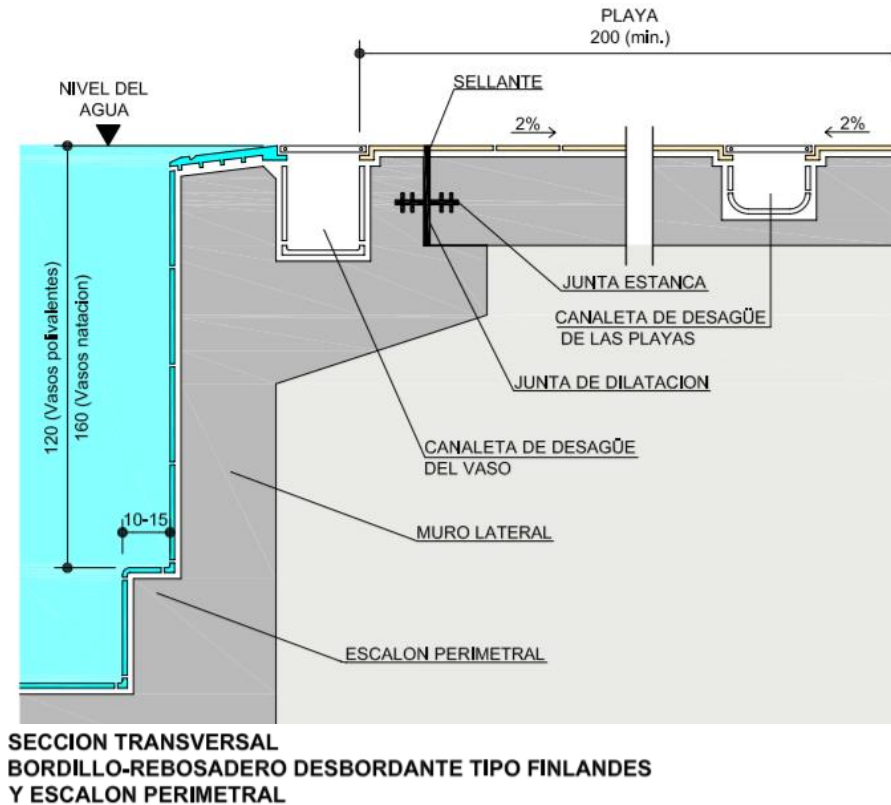 PLAYA
200 (min.)
NIVEL DEL
AGUA
SELLANTE
2%
2%
JUNTA ESTANCA
CANALETA DE DESAGÜE
DE LAS PLAYAS
JUNTA DE DILATACION
120 (Vasos polivalentes)
160 (Vasos natacion)
CANALETA DE DESAGÜE
DEL VASO
10-15
MURO LATERAL
ESCALON PERIMETRAL
SECCION TRANSVERSAL
BORDILLO-REBOSADERO DESBORDANTE TIPO FINLANDES
Y ESCALON PERIMETRAL